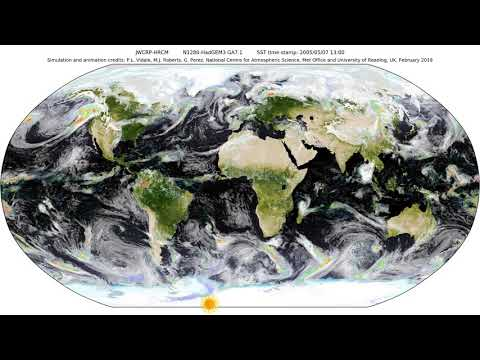 JWCRP-HRCM N1280-HadGEM3-GA7.1 SST time-stamp: 2005/05/07 13:00
Simulation and animation credits: P.L. Vidale, M.J. Roberts, G. Perez, National Centre for Atmospheric Science, Met Office and University of Reading, UK, February 2018